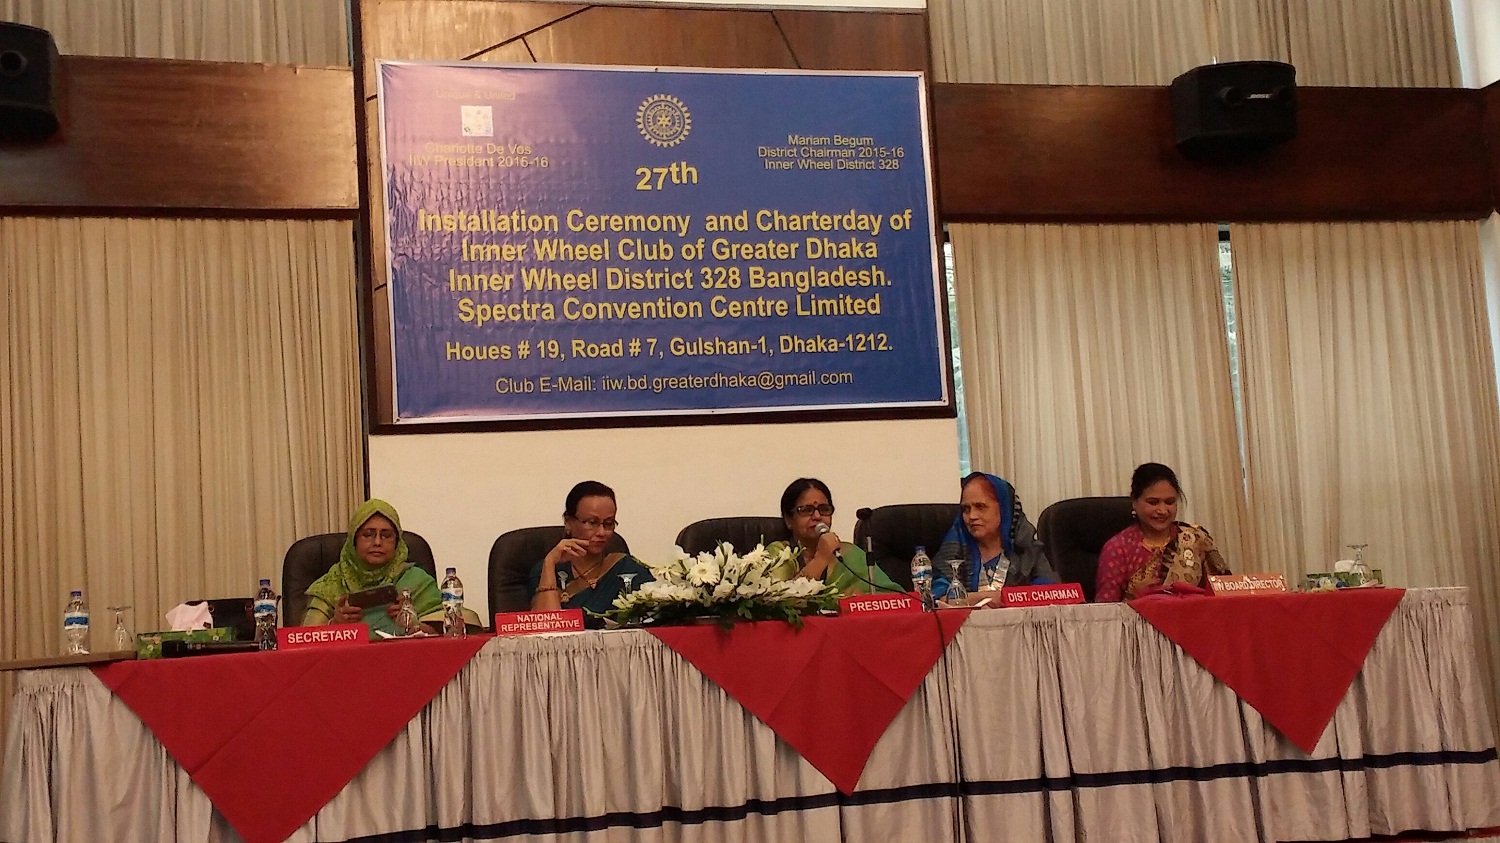 Charlotte De Vos
IIW President 2015-16
Mariam Begum
District Chairman 2015-16
Inner Wheel District 328
27th
Installation Ceremony and Charterday of
Inner Wheel Club of Greater Dhaka
Inner Wheel District 328 Bangladesh.
Spectra Convention Centre Limited
Houes # 19, Road # 7, Gulshan-1, Dhaka-1212.
Club E-Mail: iiw.bd.greaterdhaka@gmail.com
BOSE
SECRETARY
NATIONAL
REPRESENTATIVE
PRESIDENT
DIST. CHAIRMAN
IIW BOARD DIRECTOR